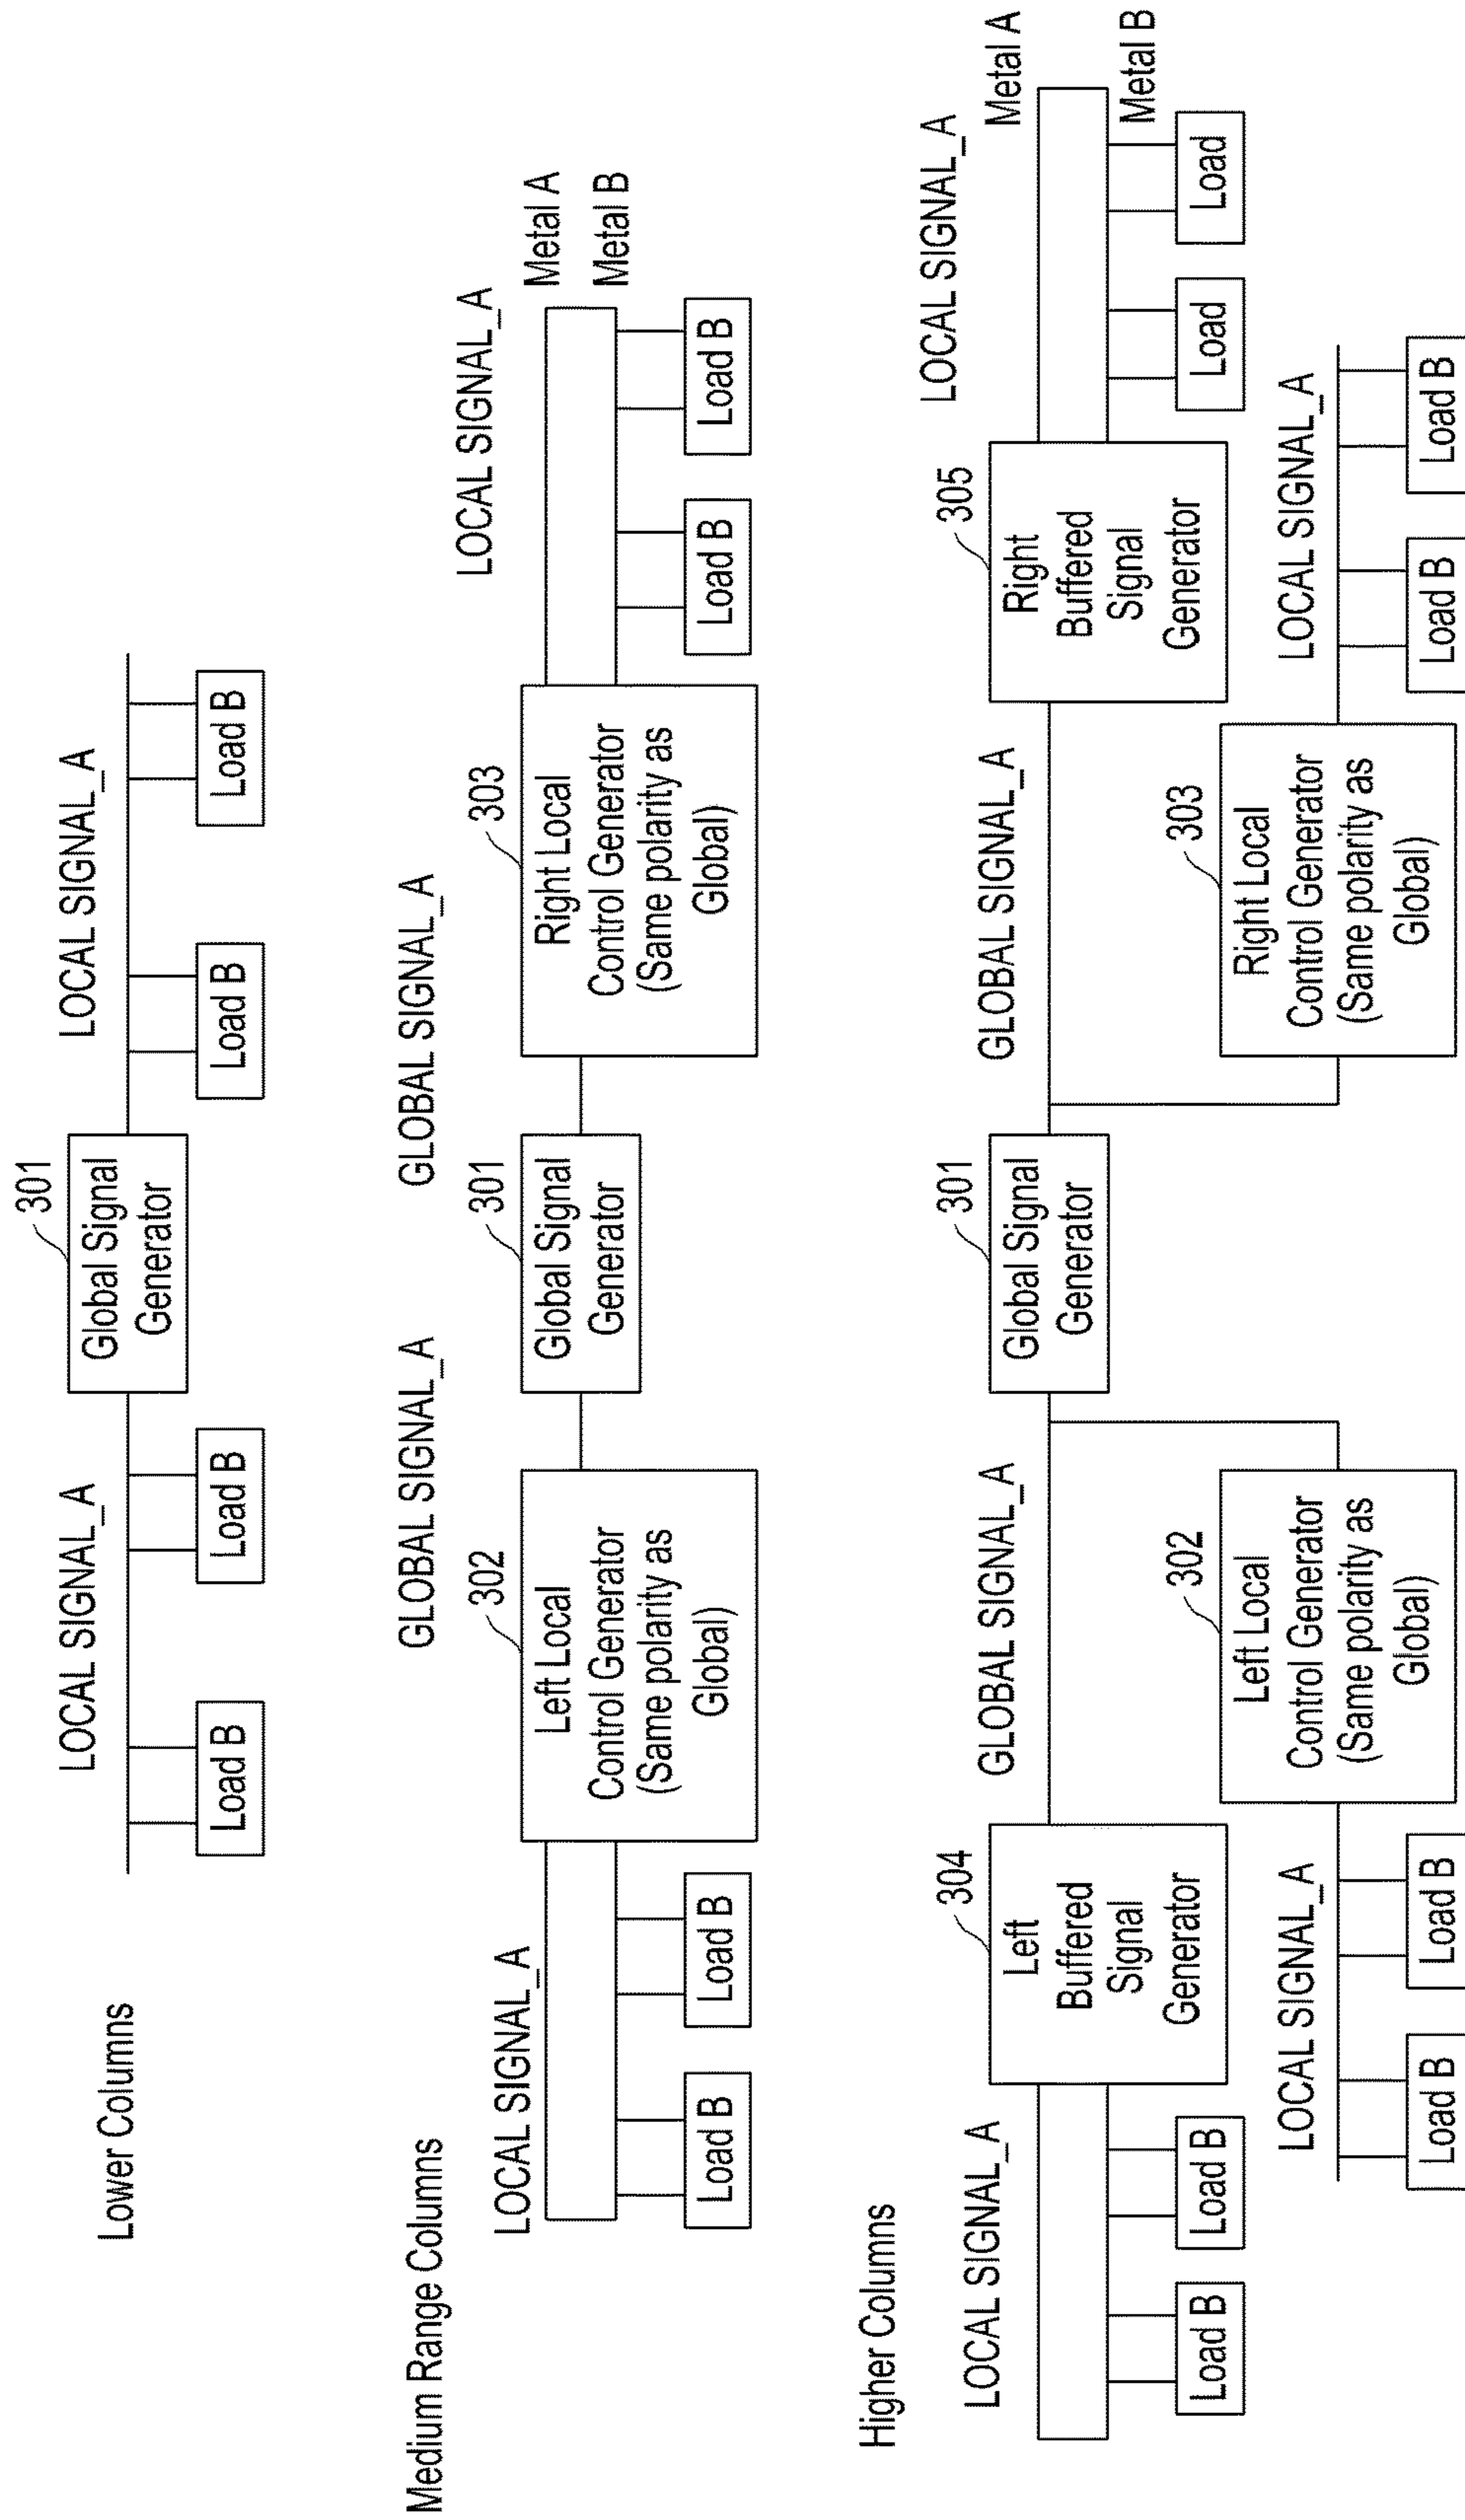 Lower Columns
LOCAL SIGNAL_A
301
LOCAL SIGNAL_A
Global Signal
Generator
Load B
Load B
Load B
Load B
Medium Range Columns
GLOBAL SIGNAL_A
GLOBAL SIGNAL_A
LOCAL SIGNAL_A
302
301
303
LOCAL SIGNAL_A
Metal A
Metal B
Left Local
Control Generator
(Same polarity as
Global)
Global Signal
Generator
Right Local
Control Generator
(Same polarity as
Global)
Load B
Load B
Load B
Load B
Higher Columns
LOCAL SIGNAL_A
304
GLOBAL SIGNAL_A
301
GLOBAL SIGNAL_A
305
LOCAL SIGNAL_A
Metal A
Metal B
Left
Buffered
Signal
Generator
Global Signal
Generator
Right
Buffered
Signal
Generator
Load B
Load B
Load
Load
LOCAL SIGNAL_A
302
303
LOCAL SIGNAL_A
Left Local
Control Generator
(Same polarity as
Global)
Right Local
Control Generator
(Same polarity as
Global)
Load B
Load B
Load B
Load B